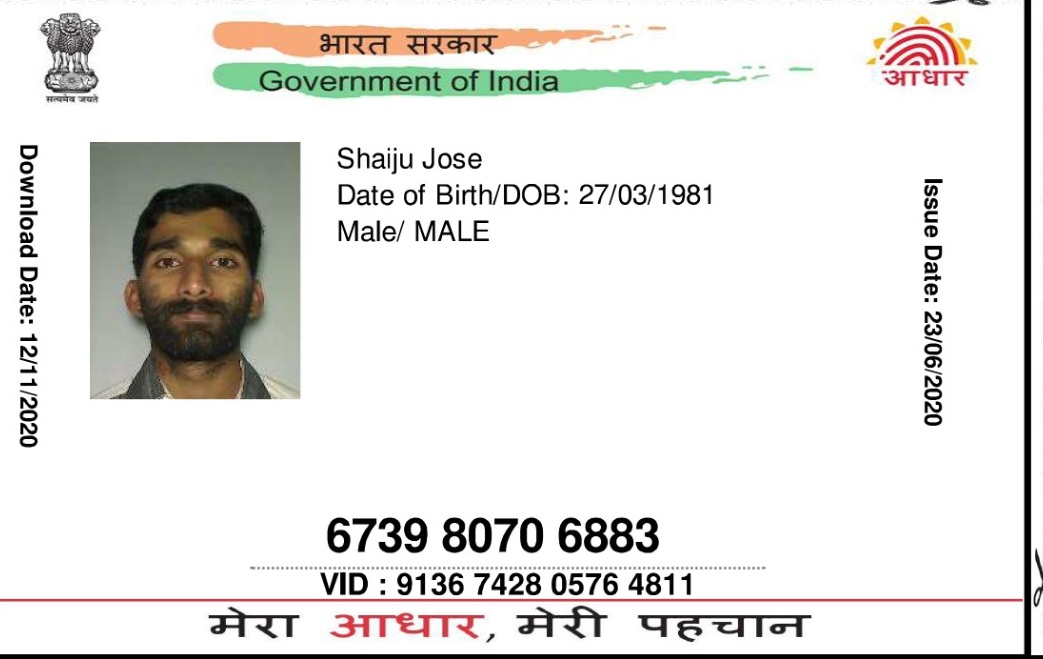 भारत सरकार
Government of India
सत्यमेव जयते
आधार
Download Date: 12/11/2020
Shaiju Jose
Date of Birth/DOB: 27/03/1981
Male/ MALE
Issue Date: 23/06/2020
6739 8070 6883
VID : 9136 7428 0576 4811
मेरा आधार, मेरी पहचान